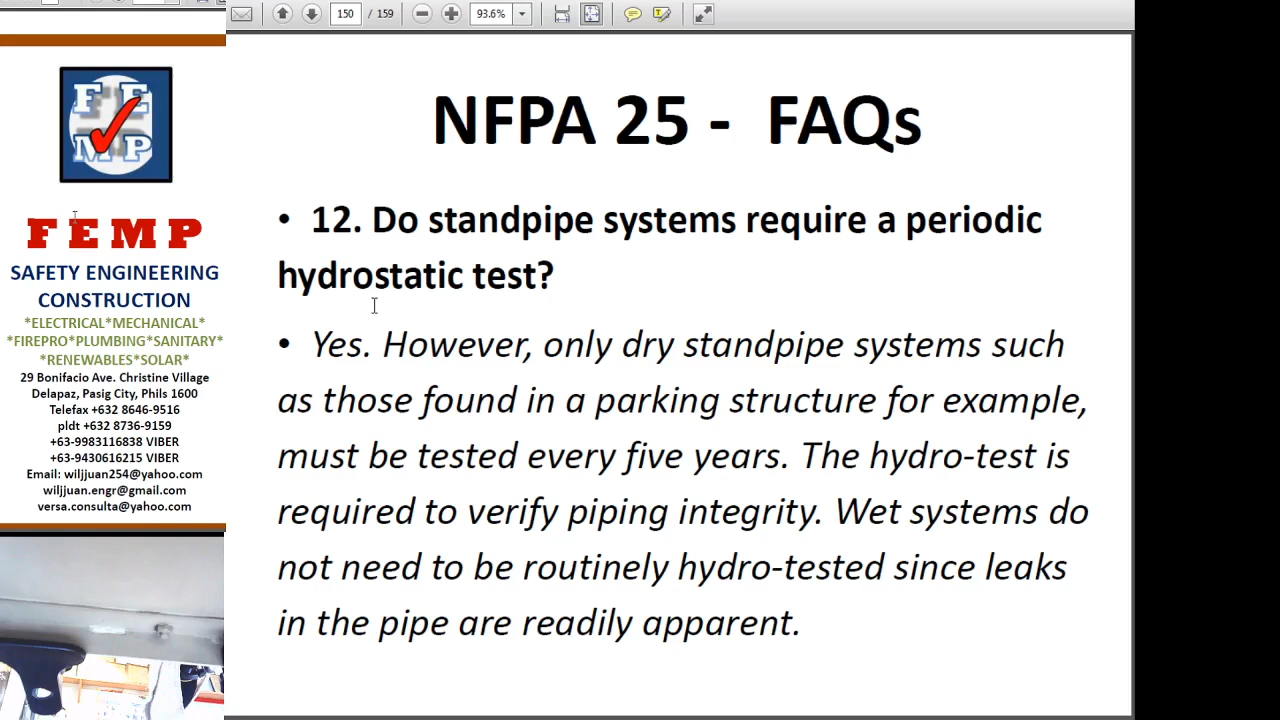 150 / 159
93.6%
F E
M P
F E M P
SAFETY ENGINEERING
CONSTRUCTION
*ELECTRICAL*MECHANICAL*
*FIREPRO*PLUMBING*SANITARY*
*RENEWABLES*SOLAR*
29 Bonifacio Ave. Christine Village
Delapaz, Pasig City, Phils 1600
Telefax +632 8646-9516
pldt +632 8736-9159
+63-9983116838 VIBER
+63-9430616215 VIBER
Email: wiljjuan254@yahoo.com
wiljjuan.engr@gmail.com
versa.consulta@yahoo.com
NFPA 25 - FAQs
• 12. Do standpipe systems require a periodic
hydrostatic test?
• Yes. However, only dry standpipe systems such
as those found in a parking structure for example,
must be tested every five years. The hydro-test is
required to verify piping integrity. Wet systems do
not need to be routinely hydro-tested since leaks
in the pipe are readily apparent.